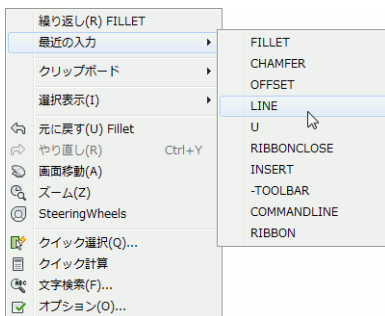 繰り返し(R) FILLET
最近の入力
クリップボード
選択表示(I)
元に戻す(U) Fillet
やり直し(R) Ctrl+Y
画面移動(A)
ズーム(Z)
SteeringWheels
クイック選択(Q)...
クイック計算
文字検索(F)...
オプション(O)...
FILLET
CHAMFER
OFFSET
LINE
U
RIBBONCLOSE
INSERT
-TOOLBAR
COMMANDLINE
RIBBON